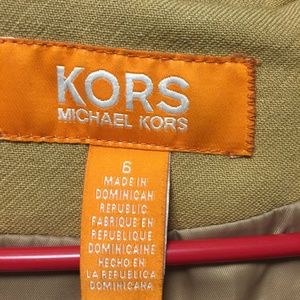 KORS
MICHAEL KORS
6
MADE IN
DOMINICAN
REPUBLIC
FABRIQUE EN
REPUBLIQUE
DOMINICAINE
HECHO EN
LA REPUBLICA
DOMINICANA